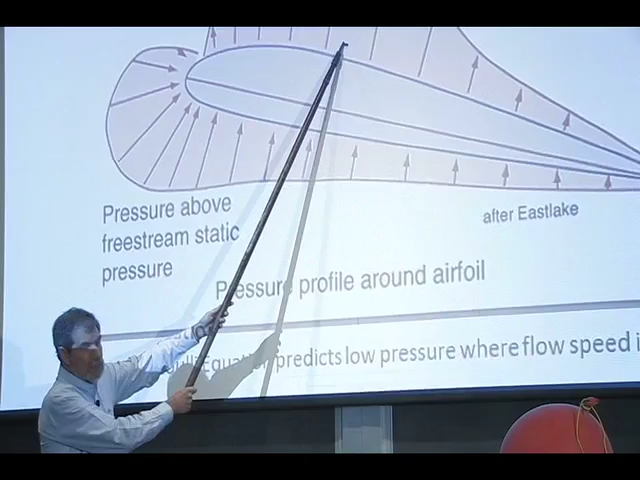 Pressure above
freestream static
pressure
after Eastlake
Pressure profile around airfoil
predicts low pressure where flow speed i